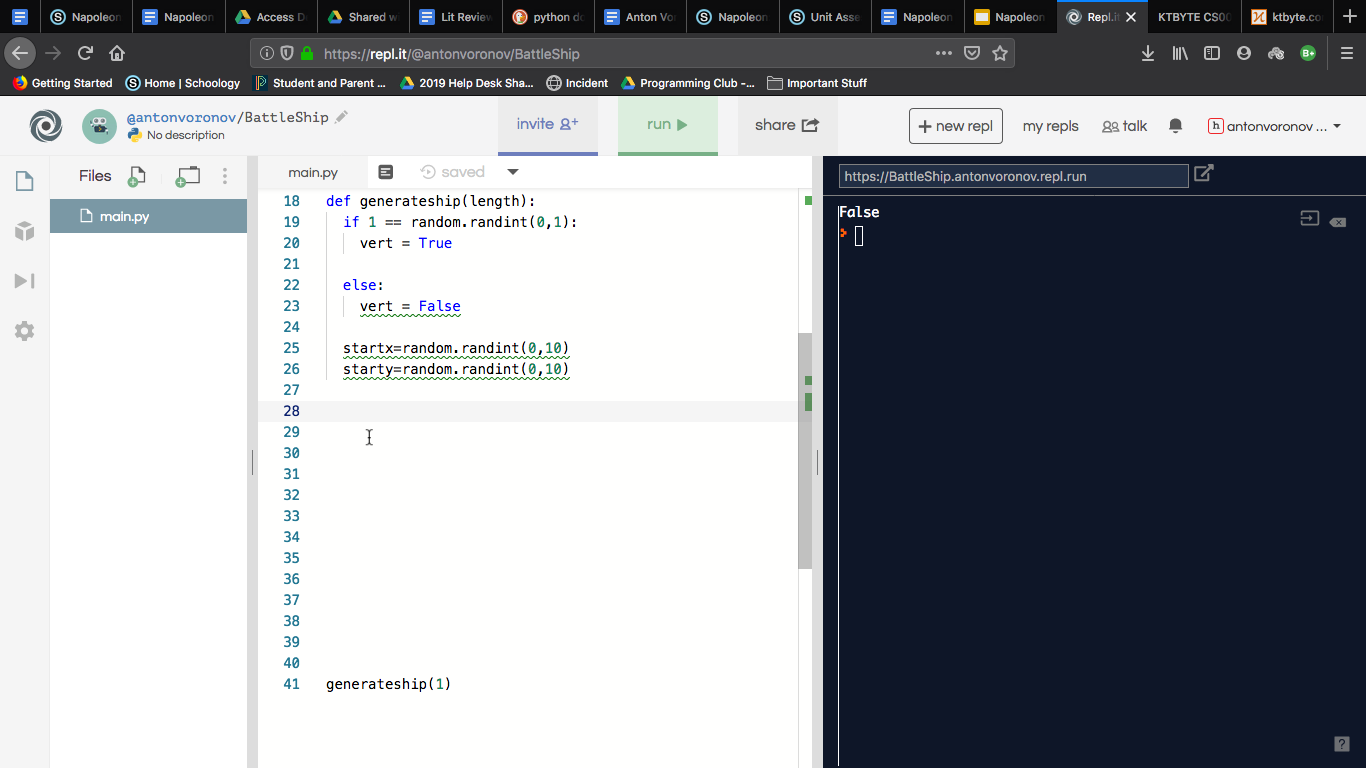 Napoleon
Napoleon
Access D
Shared w
Lit Review
python do
Anton Vo
Napoleon
Unit Asse
Napoleon
Napoleon
Repl.it
KTBYTE CS00
ktbyte.co
https://repl.it/@antonvoronov/BattleShip
Getting Started
Home | Schoology
Student and Parent ...
2019 Help Desk Sha...
Incident
Programming Club -...
Important Stuff
@antonvoronov/BattleShip
No description
invite
run
share
+ new repl
my repls
talk
h antonvoronov ...
Files
main.py
main.py
saved
https://BattleShip.antonvoronov.repl.run
18 def generateship(length):
19 if 1 == random.randint(0,1):
20 vert = True
21
22 else:
23 vert = False
24
25 startx=random.randint(0,10)
26 starty=random.randint(0,10)
27
28
29
30
31
32
33
34
35
36
37
38
39
40
41 generateship(1)
False
?